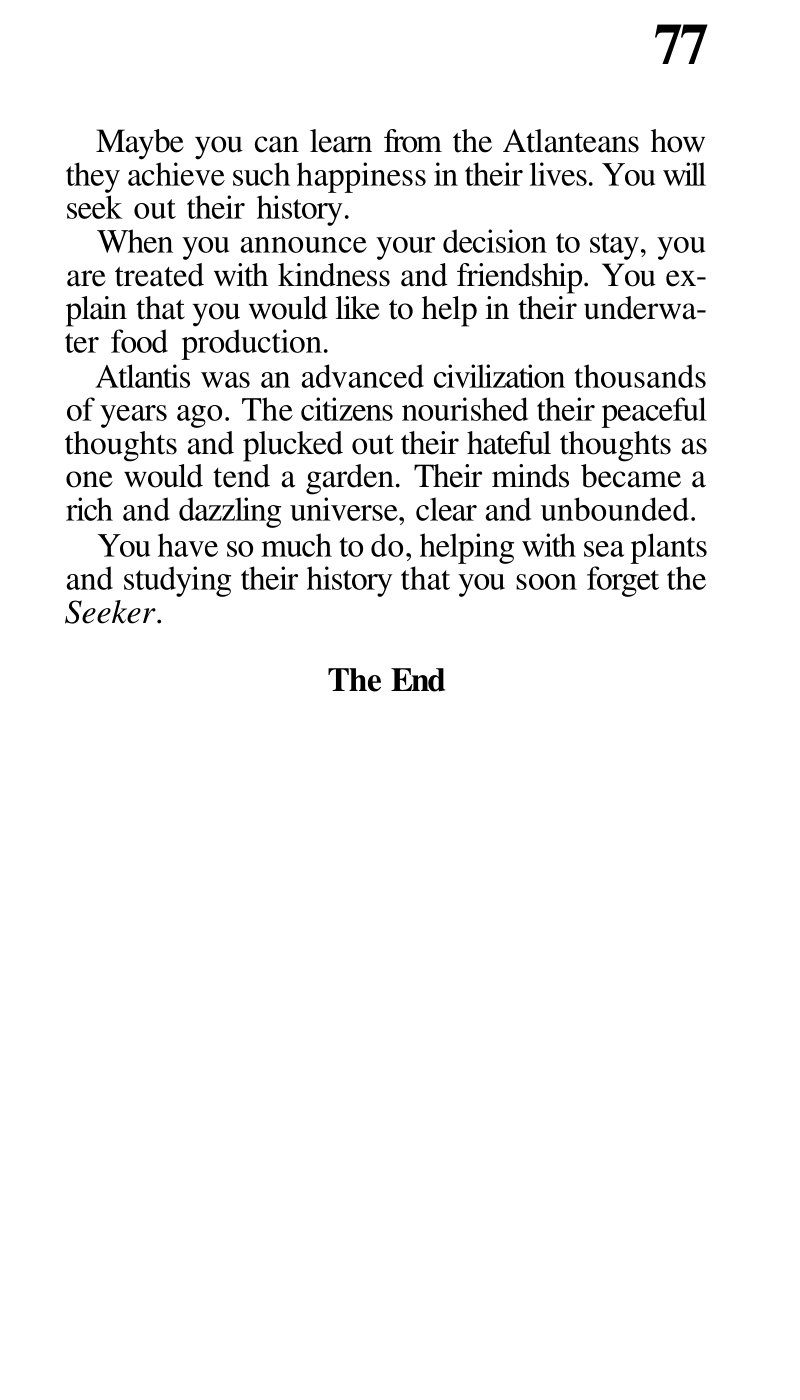 77
Maybe you can learn from the Atlanteans how
they achieve such happiness in their lives. You will
seek out their history.
When you announce your decision to stay, you
are treated with kindness and friendship. You ex-
plain that you would like to help in their underwa-
ter food production.
Atlantis was an advanced civilization thousands
of years ago. The citizens nourished their peaceful
thoughts and plucked out their hateful thoughts as
one would tend a garden. Their minds became a
rich and dazzling universe, clear and unbounded.
You have so much to do, helping with sea plants
and studying their history that you soon forget the
Seeker.
The End